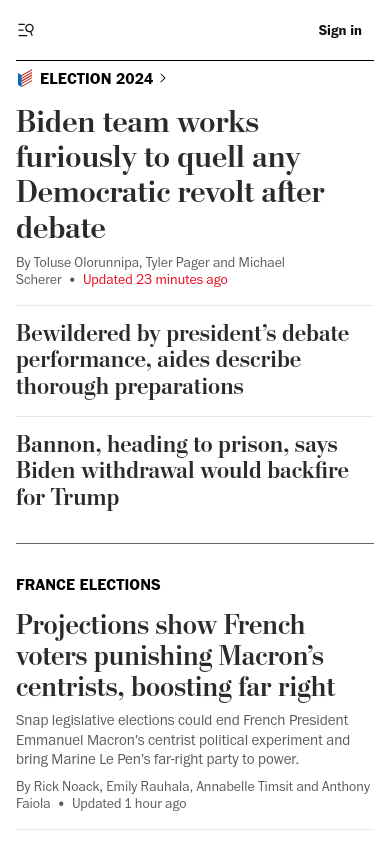 Sign in
ELECTION 2024
Biden team works
furiously to quell any
Democratic revolt after
debate
By Toluse Olorunnipa, Tyler Pager and Michael
Scherer • Updated 23 minutes ago
Bewildered by president’s debate
performance, aides describe
thorough preparations
Bannon, heading to prison, says
Biden withdrawal would backfire
for Trump
FRANCE ELECTIONS
Projections show French
voters punishing Macron’s
centrists, boosting far right
Snap legislative elections could end French President
Emmanuel Macron’s centrist political experiment and
bring Marine Le Pen’s far-right party to power.
By Rick Noack, Emily Rauhala, Annabelle Timsit and Anthony
Faiola • Updated 1 hour ago